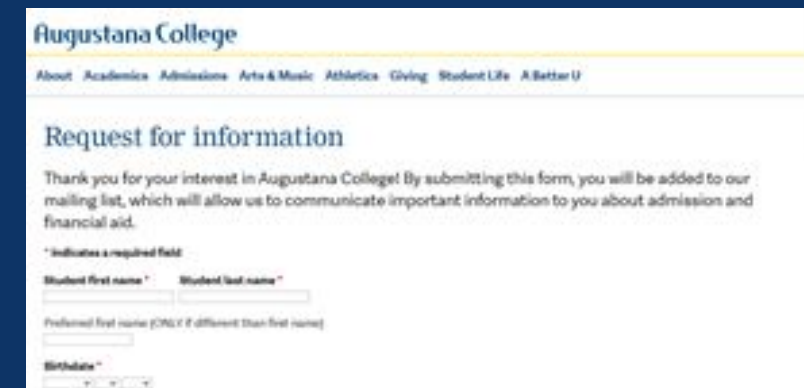 Augustana College
About Academics Admissions Arts & Music Athletics Giving Student Life A Better U
Request for information
Thank you for your interest in Augustana College! By submitting this form, you will be added to our
mailing list, which will allow us to communicate important information to you about admission and
financial aid.
* indicates a required field
Student first name * Student last name *
Preferred first name (ONLY if different than first name)
Birthdate *